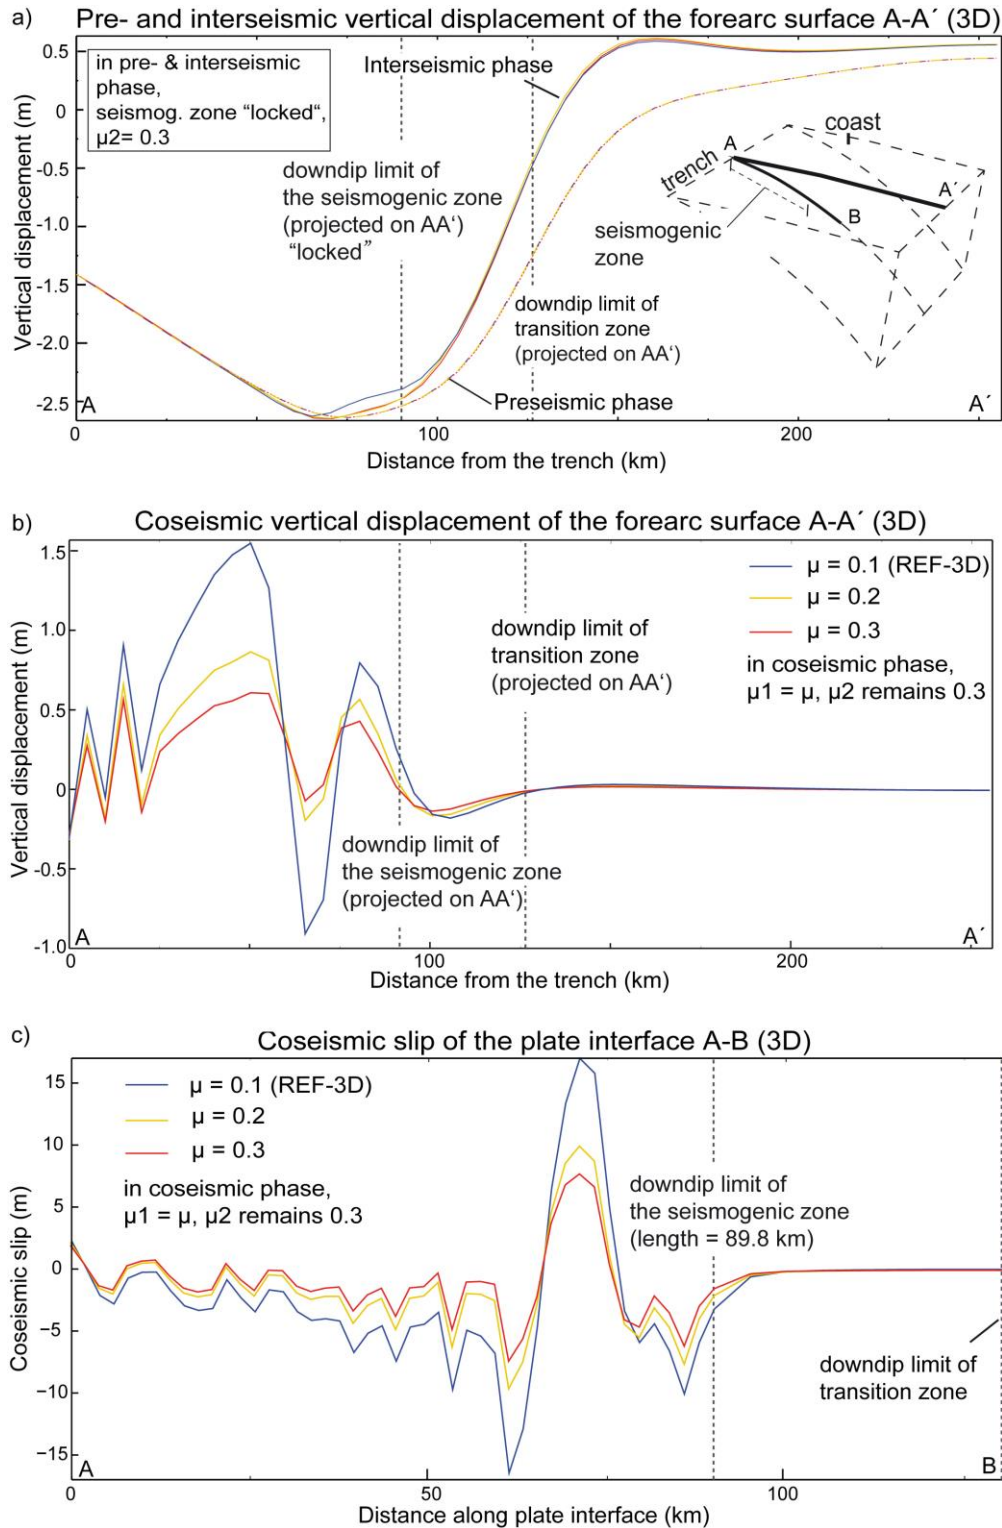 a)
Pre- and interseismic vertical displacement of the forearc surface A-A´ (3D)
in pre- & interseismic
phase,
seismog. zone “locked“,
µ2= 0.3
Interseismic phase
downdip limit of
the seismogenic zone
(projected on AA‘)
“locked”
downdip limit of
transition zone
(projected on AA‘)
Preseismic phase
coast
A
trench
A´
B
seismogenic
zone
Vertical displacement (m)
0.5
0
-0.5
-1.0
-1.5
-2.0
-2.5
A
A´
0
100
200
Distance from the trench (km)
b)
Coseismic vertical displacement of the forearc surface A-A´ (3D)
µ = 0.1 (REF-3D)
µ = 0.2
µ = 0.3
in coseismic phase,
µ1 = µ, µ2 remains 0.3
downdip limit of
transition zone
(projected on AA‘)
downdip limit of
the seismogenic zone
(projected on AA‘)
Vertical displacement (m)
1.5
1.0
0.5
0
-0.5
-1.0
A
A´
0
100
200
Distance from the trench (km)
c)
Coseismic slip of the plate interface A-B (3D)
µ = 0.1 (REF-3D)
µ = 0.2
µ = 0.3
in coseismic phase,
µ1 = µ, µ2 remains 0.3
downdip limit of
the seismogenic zone
(length = 89.8 km)
downdip limit of
transition zone
Coseismic slip (m)
15
10
5
0
−5
−10
−15
A
B
0
50
100
Distance along plate interface (km)